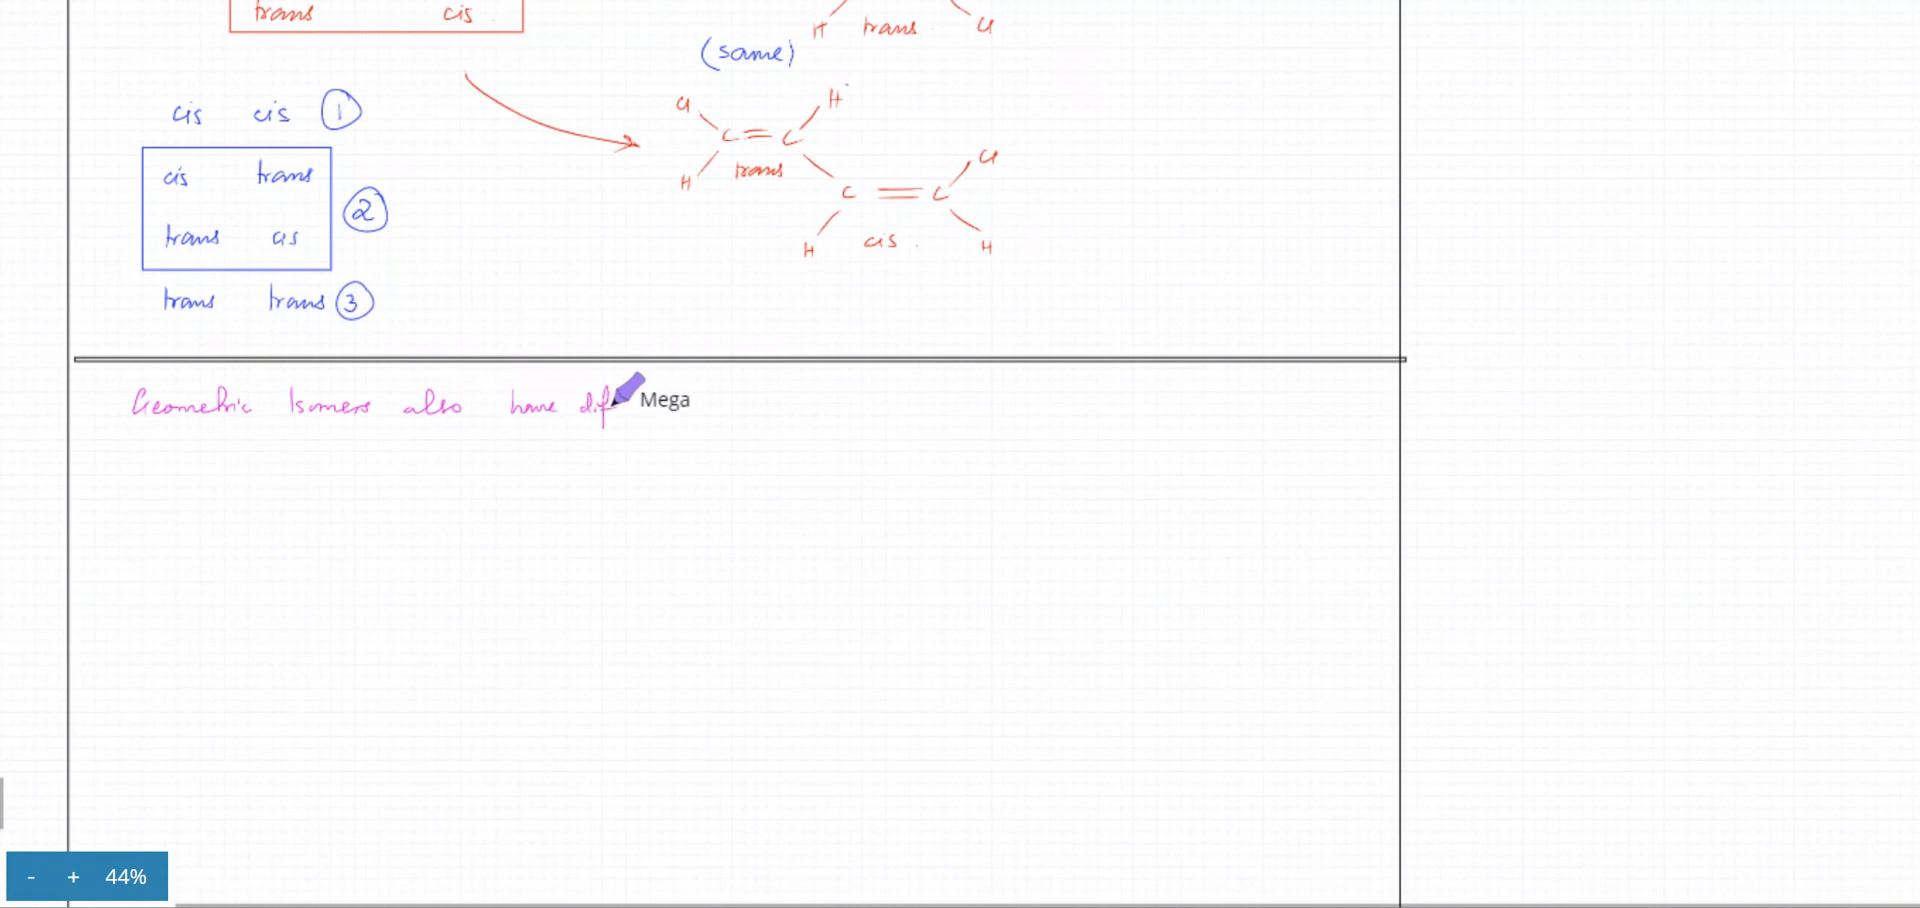 trans cis.
H trans. Cl
(same)
cis cis 1
Cl H
C = C
trans
H
cis trans
trans cis
2
C = C
Cl
H cis. H
trans trans 3
Geometric Isomers also have dif
Mega
- + 44%